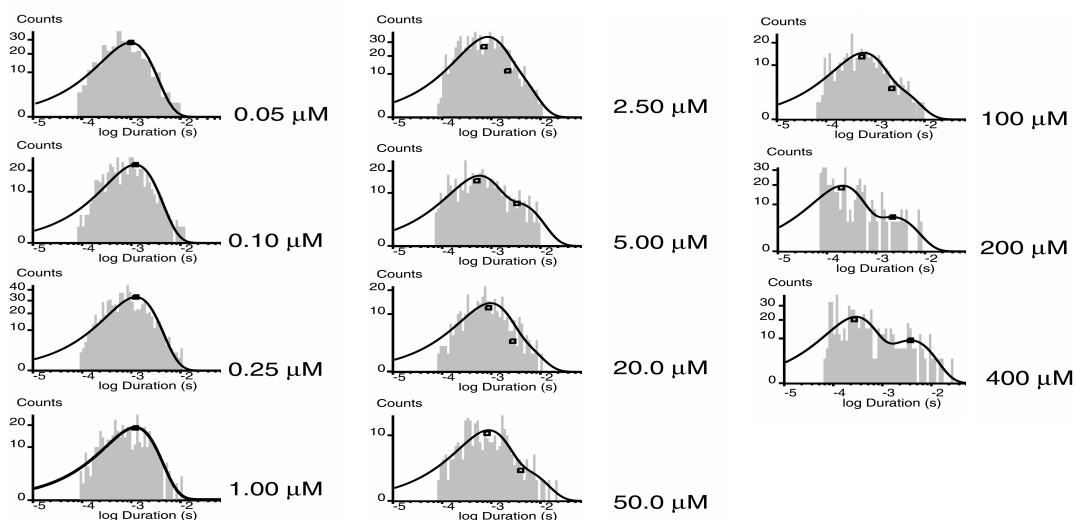 Counts
30
20
10
0
-5 -4 -3 -2
log Duration (s)
0.05 µM
Counts
20
10
0
-5 -4 -3 -2
log Duration (s)
0.10 µM
Counts
40
30
20
10
0
-5 -4 -3 -2
log Duration (s)
0.25 µM
Counts
20
10
0
-5 -4 -3 -2
log Duration (s)
1.00 µM
Counts
30
20
10
0
-5 -4 -3 -2
log Duration (s)
2.50 µM
Counts
20
10
0
-5 -4 -3 -2
log Duration (s)
5.00 µM
Counts
20
10
0
-5 -4 -3 -2
log Duration (s)
20.0 µM
Counts
10
0
-5 -4 -3 -2
log Duration (s)
50.0 µM
Counts
20
10
0
-5 -4 -3 -2
log Duration (s)
100 µM
Counts
30
20
10
0
-5 -4 -3 -2
log Duration (s)
200 µM
Counts
30
20
10
0
-5 -4 -3 -2
log Duration (s)
400 µM